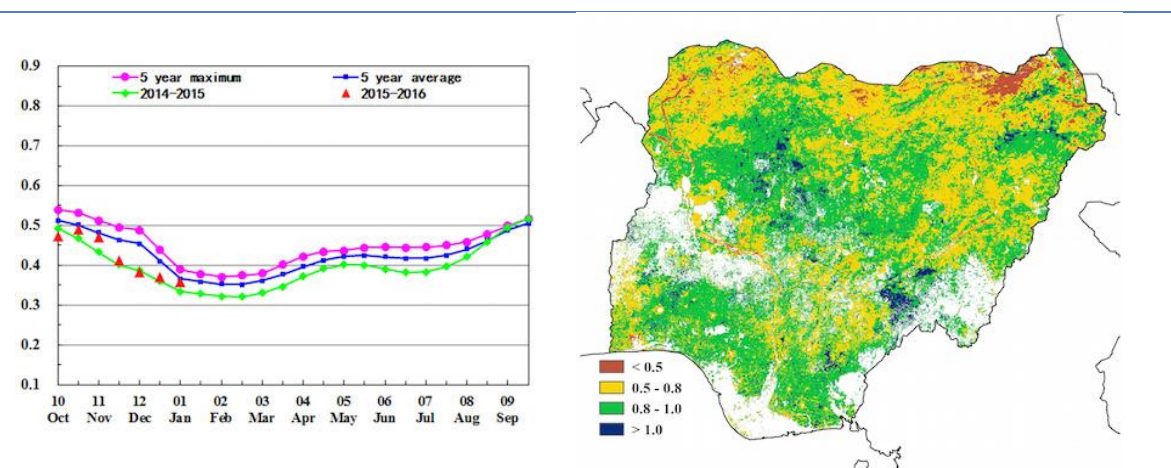 0.9
5 year maximum 5 year average
2014-2015 2015-2016
0.8
0.7
0.6
0.5
0.4
0.3
0.2
0.1
10 11 12 01 02 03 04 05 06 07 08 09
Oct Nov Dec Jan Feb Mar Apr May Jun Jul Aug Sep
< 0.5
0.5 - 0.8
0.8 - 1.0
> 1.0